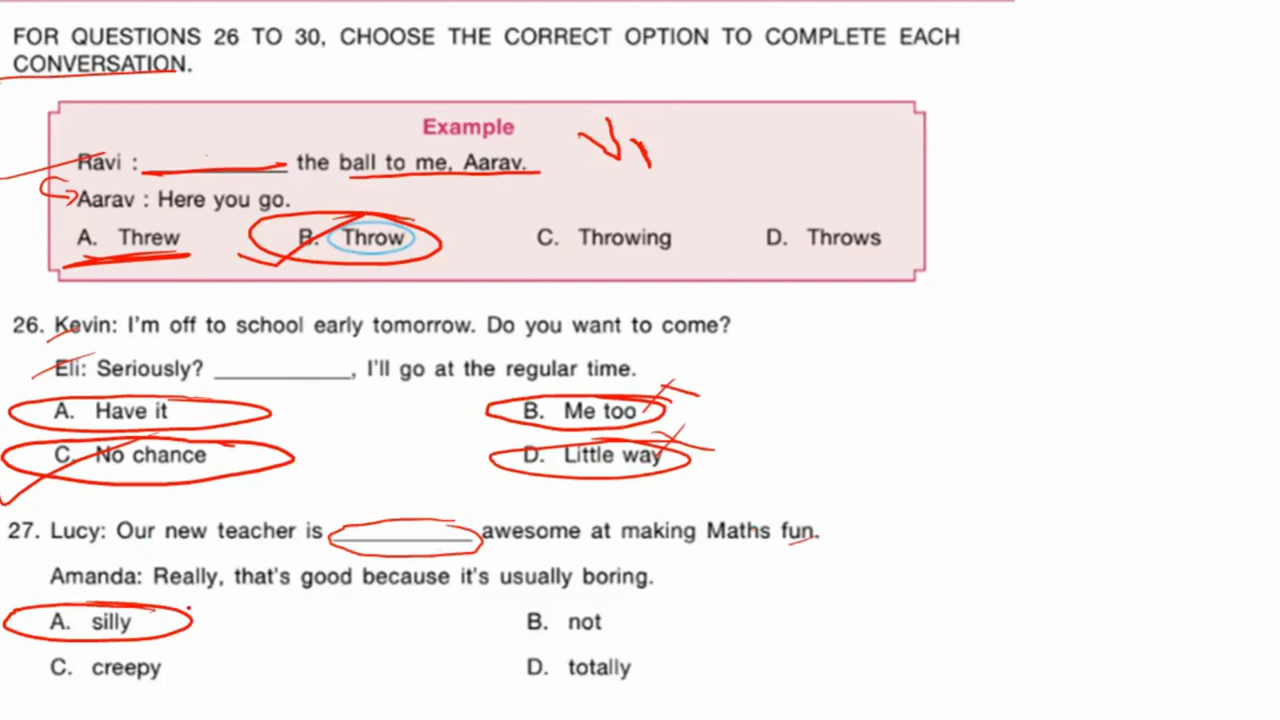 FOR QUESTIONS 26 TO 30, CHOOSE THE CORRECT OPTION TO COMPLETE EACH
CONVERSATION.
Example
Ravi : __________ the ball to me, Aarav.
Aarav : Here you go.
A. Threw B. Throw C. Throwing D. Throws
26. Kevin: I'm off to school early tomorrow. Do you want to come?
Eli: Seriously? __________, I'll go at the regular time.
A. Have it B. Me too
C. No chance D. Little way
27. Lucy: Our new teacher is __________ awesome at making Maths fun.
Amanda: Really, that's good because it's usually boring.
A. silly B. not
C. creepy D. totally